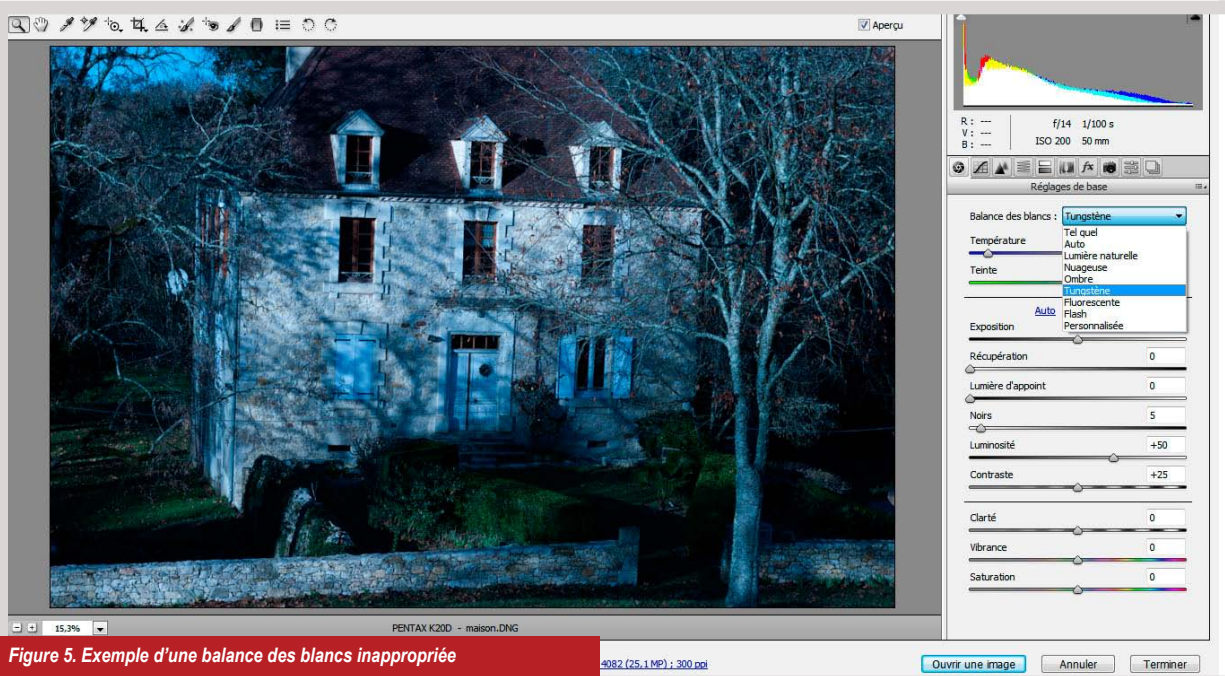 Aperçu
R : ---
V : ---
B : ---
f/14 1/100 s
ISO 200 50 mm
fx
Réglages de base
Balance des blancs : Tungstène
Tel quel
Auto
Lumière naturelle
Nuageuse
Ombre
Tungstène
Fluorescente
Flash
Personnalisée
Température
Teinte
Auto
Exposition
Récupération 0
Lumière d'appoint 0
Noirs 5
Luminosité +50
Contraste +25
Clarté 0
Vibrance 0
Saturation 0
15,3%
PENTAX K20D - maison.DNG
Figure 5. Exemple d’une balance des blancs inappropriée
4082 (25,1 MP) ; 300 ppi
Ouvrir une image
Annuler
Terminer